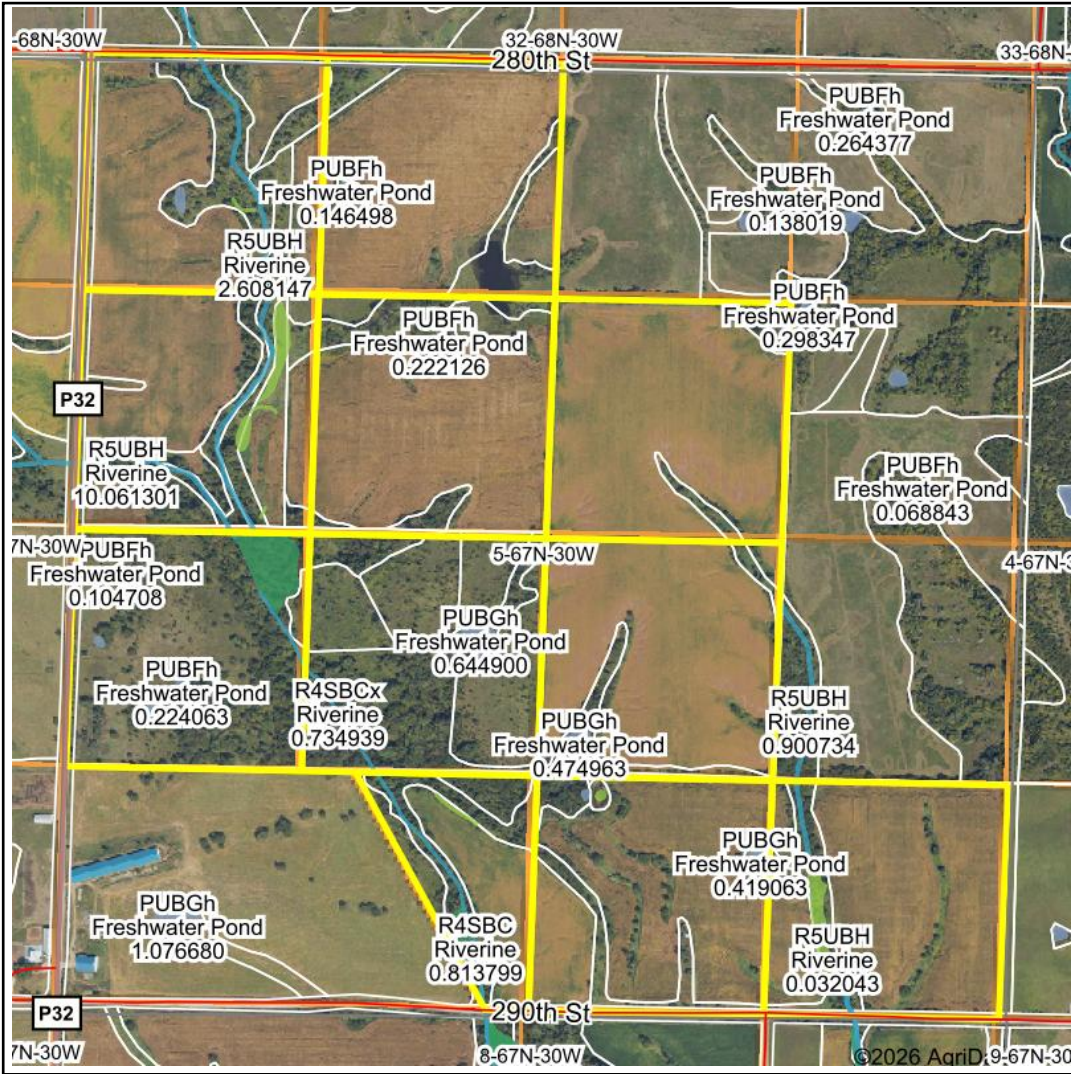 -68N-30W
32-68N-30W
33-68N-
280th St
PUBFh
Freshwater Pond
0.264377
PUBFh
Freshwater Pond
0.146498
PUBFh
Freshwater Pond
0.138019
R5UBH
Riverine
2.608147
PUBFh
Freshwater Pond
0.298347
PUBFh
Freshwater Pond
0.222126
P32
R5UBH
Riverine
10.061301
PUBFh
Freshwater Pond
0.068843
7N-30W
5-67N-30W
4-67N-3
PUBFh
Freshwater Pond
0.104708
PUBGh
Freshwater Pond
0.644900
PUBFh
Freshwater Pond
0.224063
R4SBCx
Riverine
0.734939
R5UBH
Riverine
0.900734
PUBGh
Freshwater Pond
0.474963
PUBGh
Freshwater Pond
0.419063
PUBGh
Freshwater Pond
1.076680
R4SBC
Riverine
0.813799
R5UBH
Riverine
0.032043
P32
290th St
7N-30W
8-67N-30W
©2026 AgriD
9-67N-30